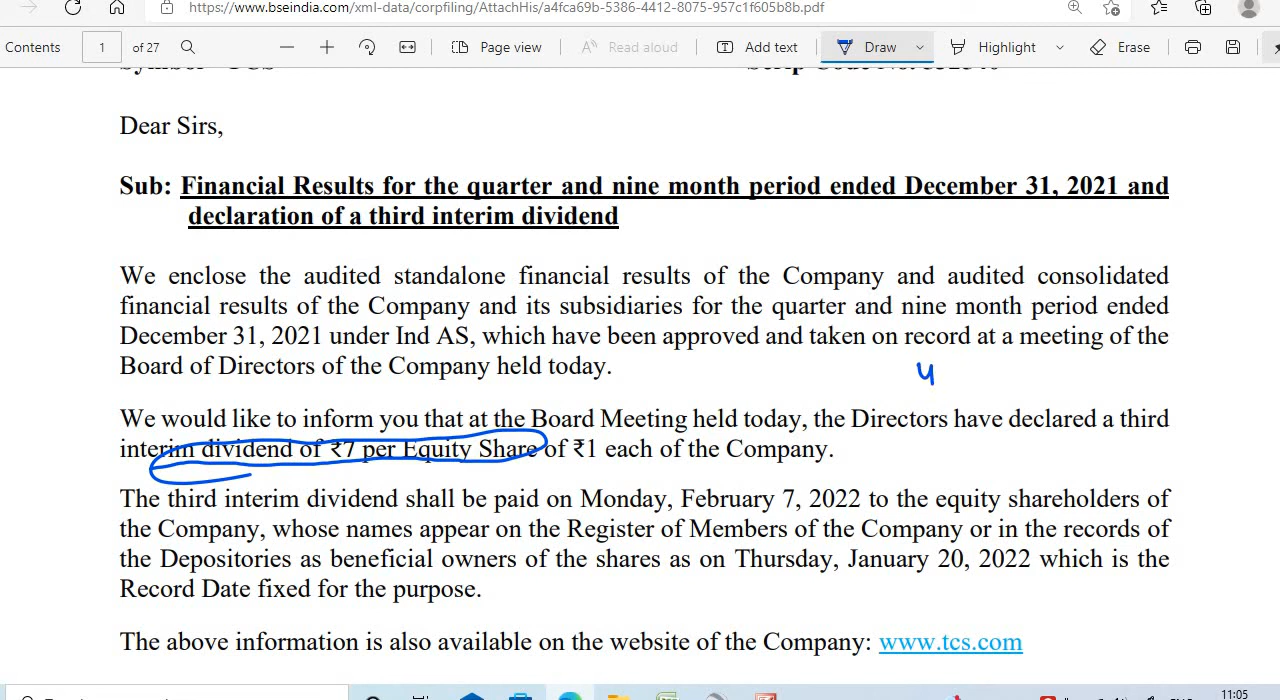 https://www.bseindia.com/xml-data/corpfiling/AttachHis/a4fca69b-5386-4412-8075-957c1f605b8b.pdf
Contents 1 of 27 Page view Read aloud Add text Draw Highlight Erase
Dear Sirs,
Sub: Financial Results for the quarter and nine month period ended December 31, 2021 and
declaration of a third interim dividend
We enclose the audited standalone financial results of the Company and audited consolidated
financial results of the Company and its subsidiaries for the quarter and nine month period ended
December 31, 2021 under Ind AS, which have been approved and taken on record at a meeting of the
Board of Directors of the Company held today.
We would like to inform you that at the Board Meeting held today, the Directors have declared a third
interim dividend of ₹7 per Equity Share of ₹1 each of the Company.
The third interim dividend shall be paid on Monday, February 7, 2022 to the equity shareholders of
the Company, whose names appear on the Register of Members of the Company or in the records of
the Depositories as beneficial owners of the shares as on Thursday, January 20, 2022 which is the
Record Date fixed for the purpose.
The above information is also available on the website of the Company: www.tcs.com
11:05